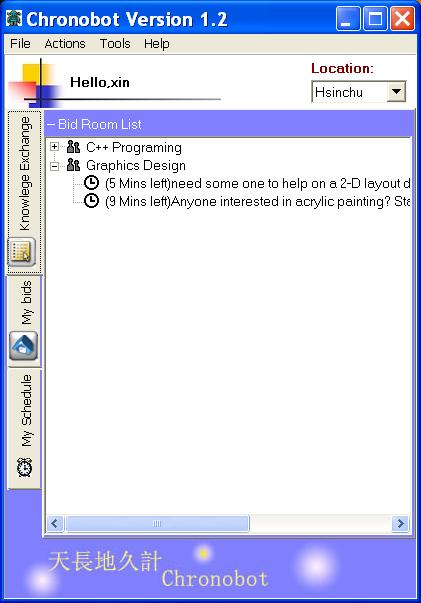 Chronobot Version 1.2
File Actions Tools Help
Hello,xin
Location:
Hsinchu
Knowlege Exchange
My bids
My Schedule
Bid Room List
C++ Programing
Graphics Design
(5 Mins left)need some one to help on a 2-D layout d
(9 Mins left)Anyone interested in acrylic painting? Sta
天長地久計
Chronobot